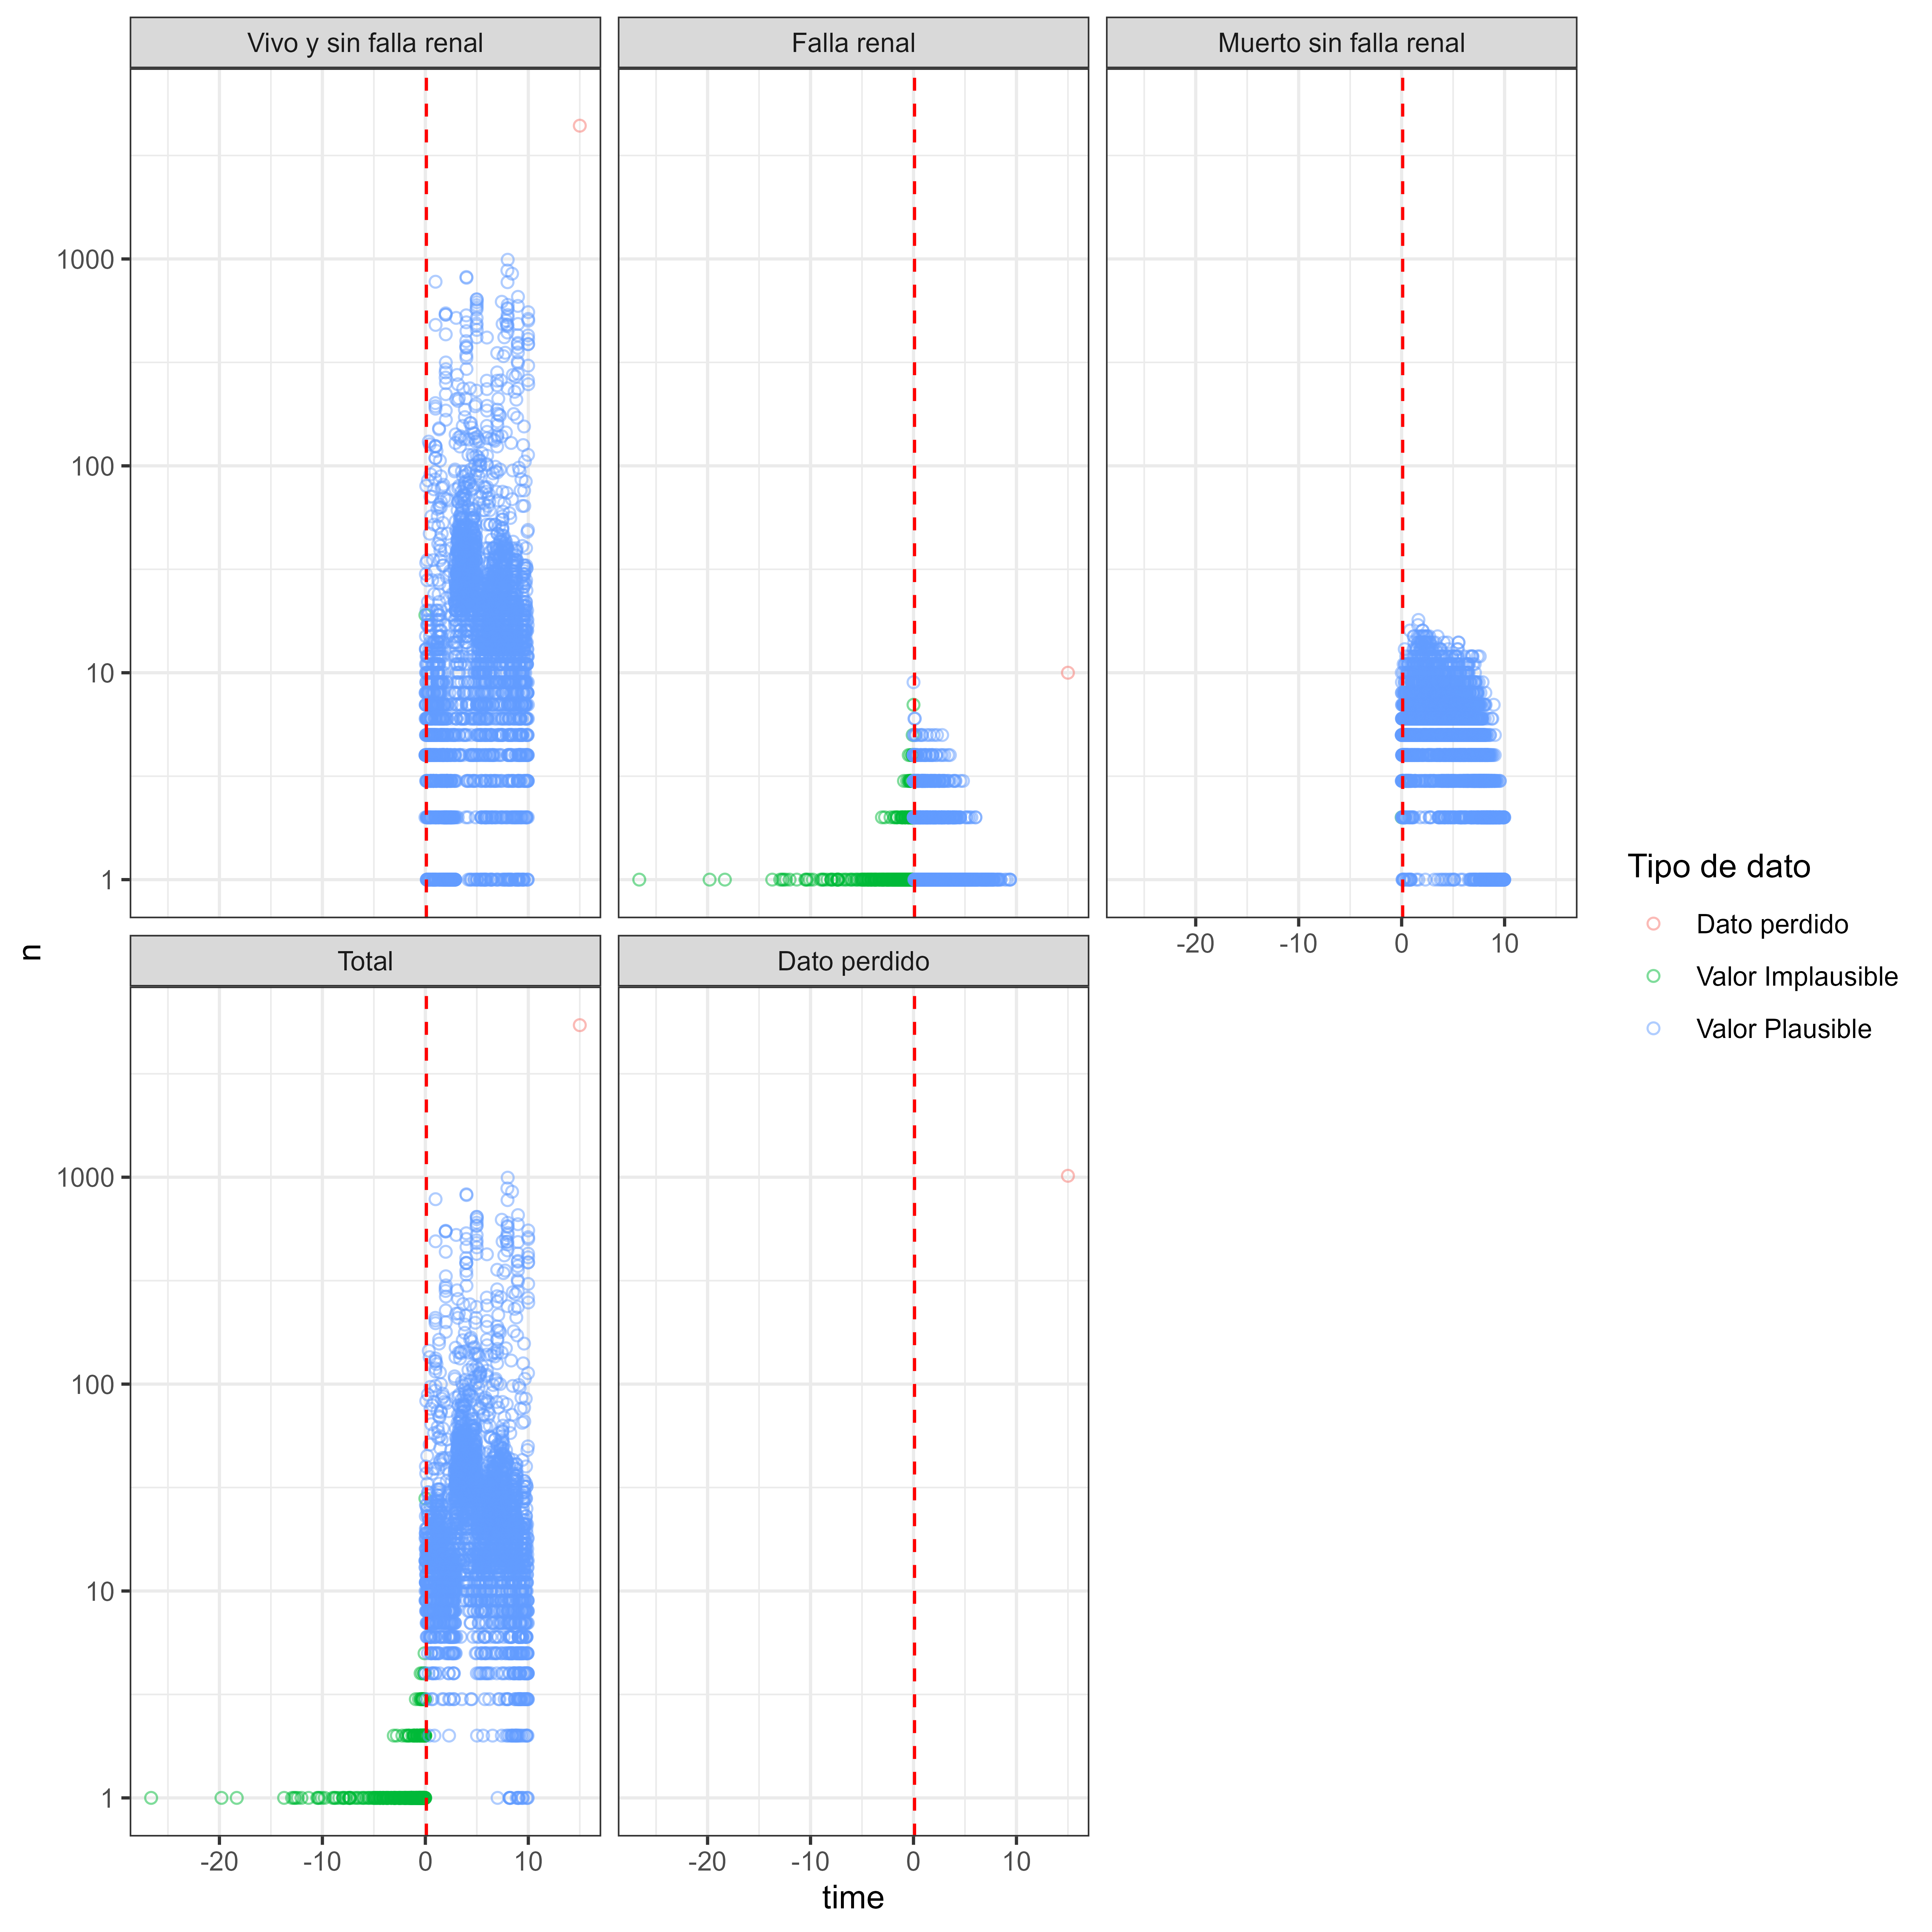 Vivo y sin falla renal
Falla renal
Muerto sin falla renal
1000
100
10
1
-20 -10 0 10
Total
Dato perdido
1000
100
10
1
-20 -10 0 10
-20 -10 0 10
time
n
Tipo de dato
Dato perdido
Valor Implausible
Valor Plausible